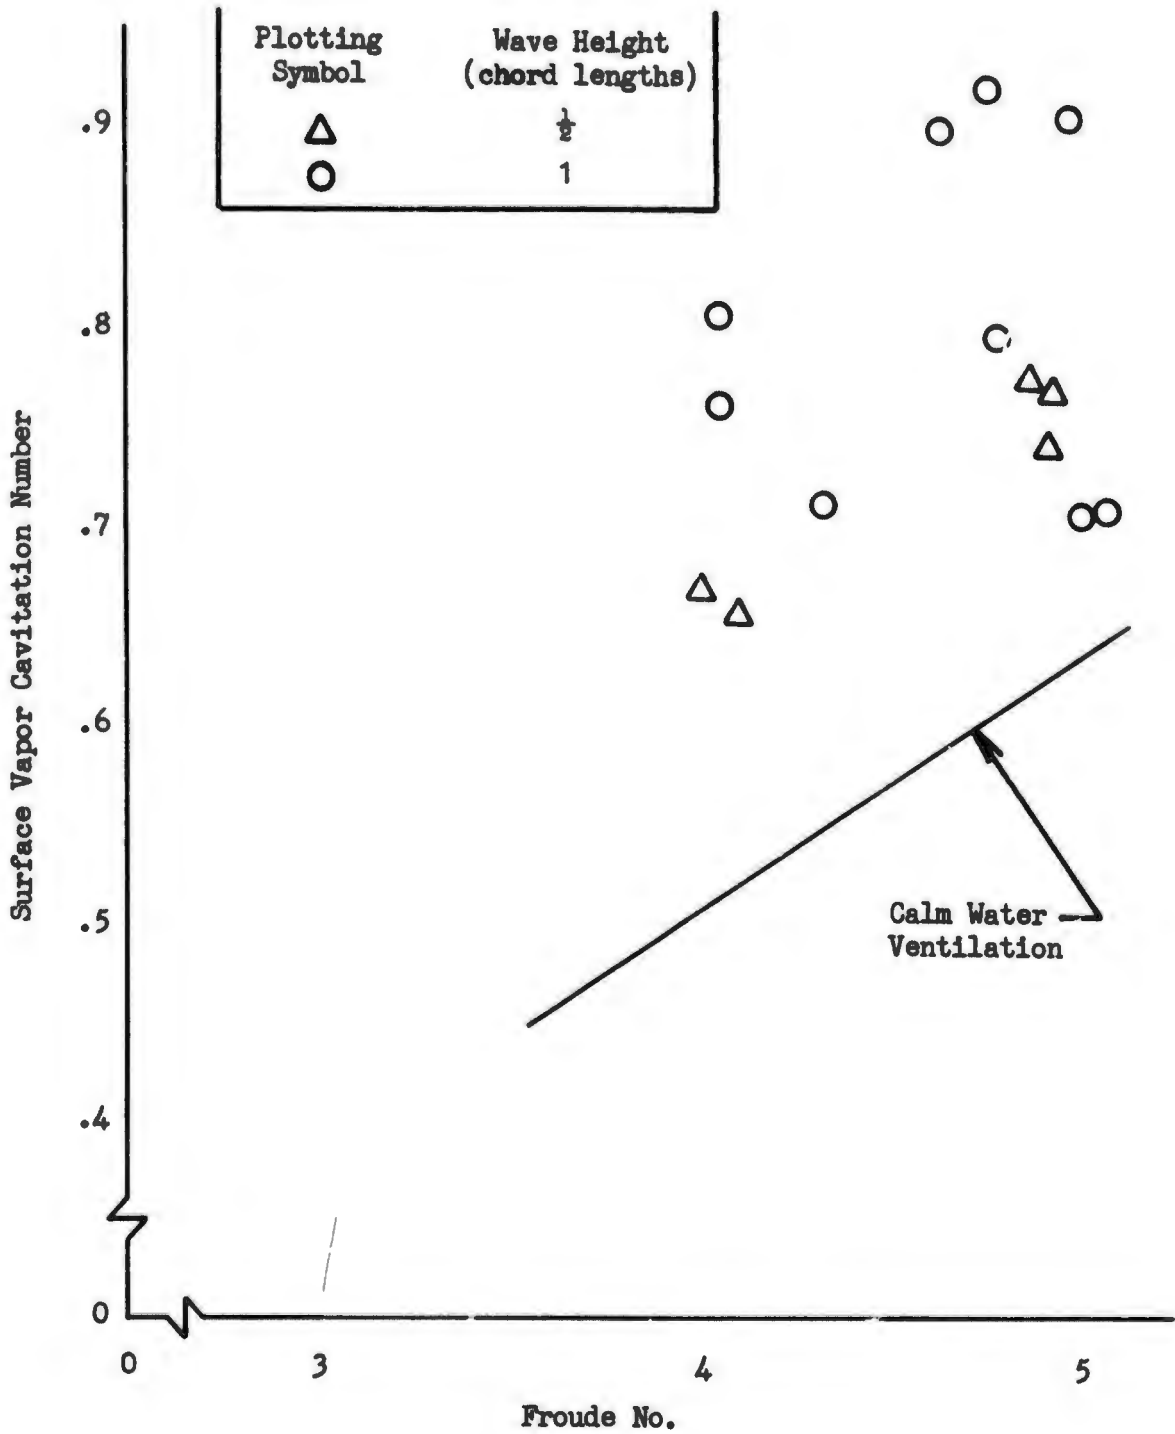 Plotting Symbol
Wave Height (chord lengths)
½
1
.9
.8
.7
.6
.5
.4
0
Surface Vapor Cavitation Number
Calm Water
Ventilation
0 3 4 5
Froude No.